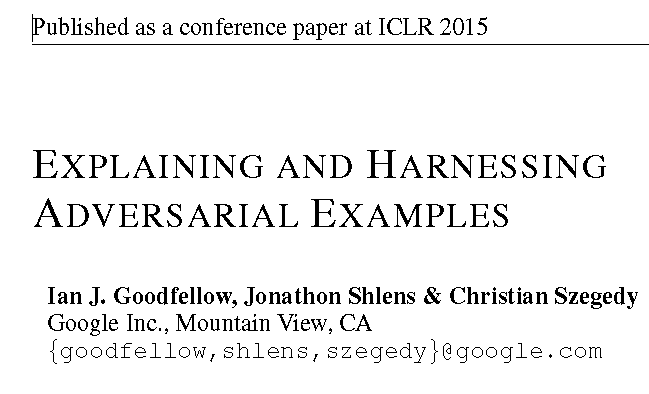 Published as a conference paper at ICLR 2015
EXPLAINING AND HARNESSING
ADVERSARIAL EXAMPLES
Ian J. Goodfellow, Jonathon Shlens & Christian Szegedy
Google Inc., Mountain View, CA
{goodfellow,shlens,szegedy}@google.com